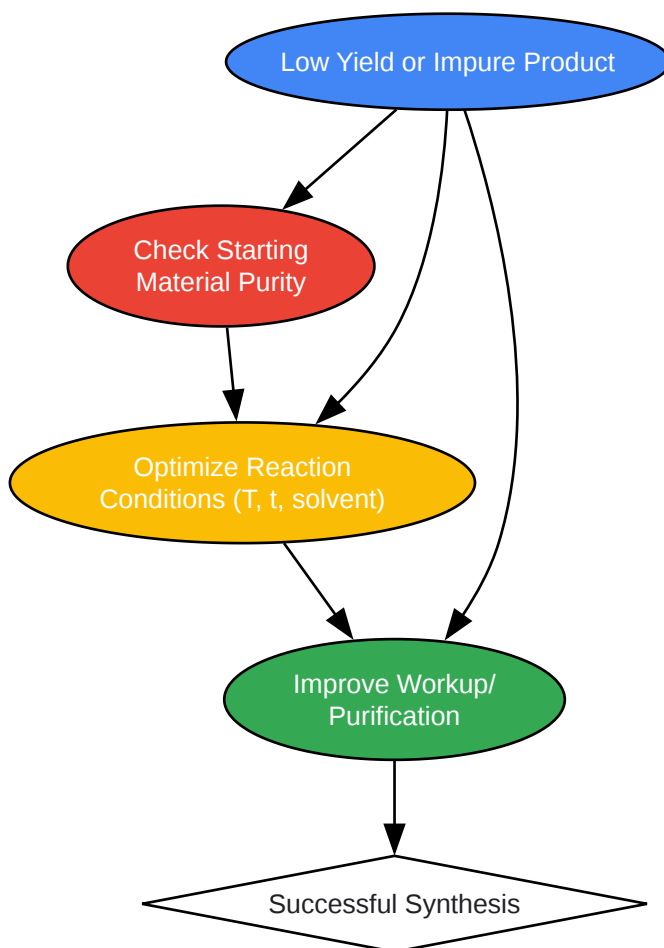 Low Yield or Impure Product
Check Starting
Material Purity
Optimize Reaction
Conditions (T, t, solvent)
Improve Workup/
Purification
Successful Synthesis